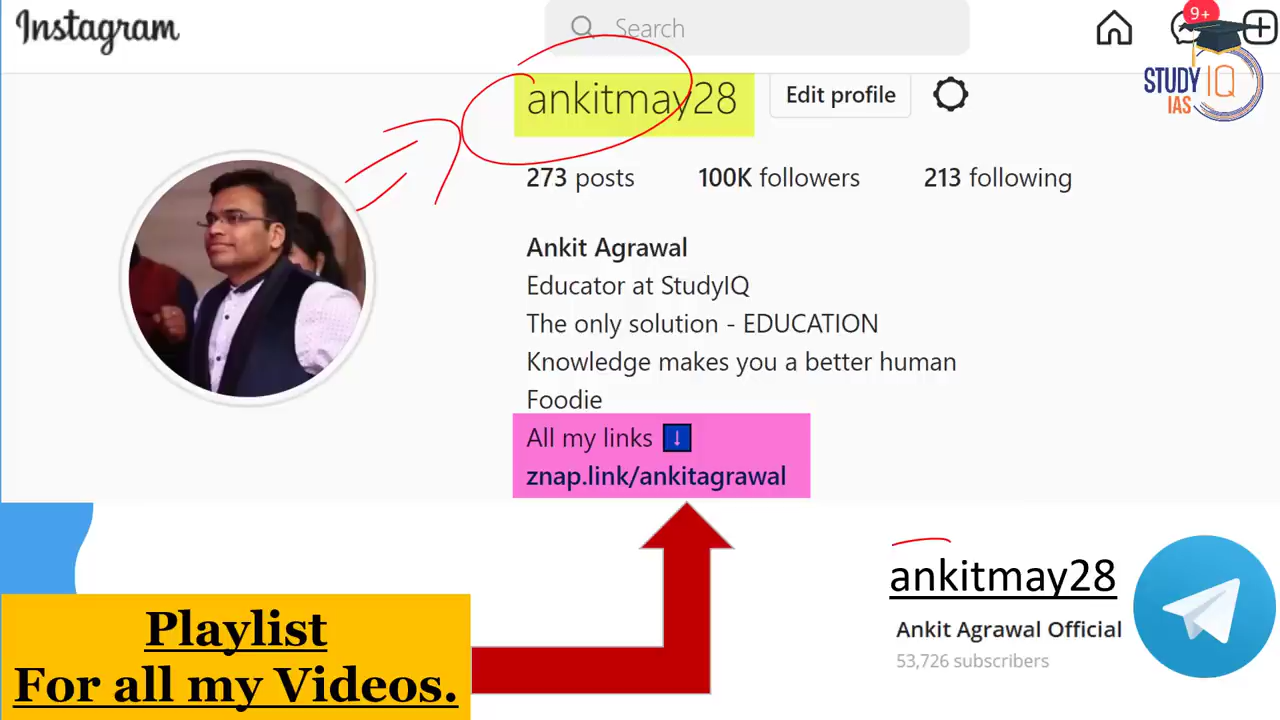 Instagram
Search
9+
STUDY IQ
IAS
ankitmay28
Edit profile
273 posts 100K followers 213 following
Ankit Agrawal
Educator at StudyIQ
The only solution - EDUCATION
Knowledge makes you a better human
Foodie
All my links ↓
znap.link/ankitagrawal
ankitmay28
Ankit Agrawal Official
53,726 subscribers
Playlist
For all my Videos.